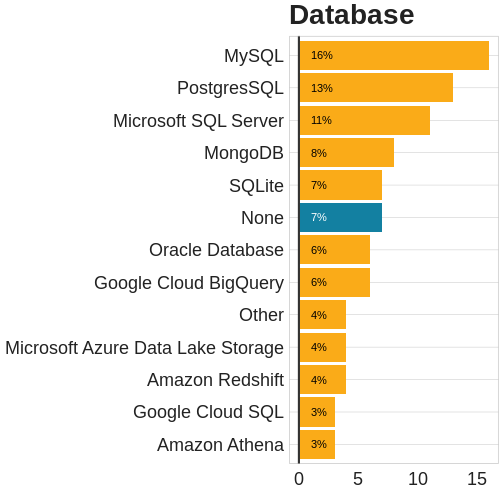 Database
MySQL 16%
PostgresSQL 13%
Microsoft SQL Server 11%
MongoDB 8%
SQLite 7%
None 7%
Oracle Database 6%
Google Cloud BigQuery 6%
Other 4%
Microsoft Azure Data Lake Storage 4%
Amazon Redshift 4%
Google Cloud SQL 3%
Amazon Athena 3%
0 5 10 15